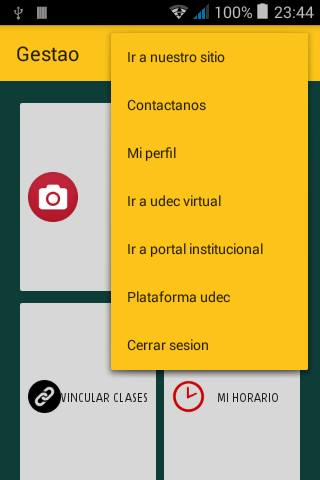 100% 23:44
Gestao
Ir a nuestro sitio
Contactanos
Mi perfil
Ir a udec virtual
Ir a portal institucional
Plataforma udec
Cerrar sesion
VINCULAR CLASES
MI HORARIO